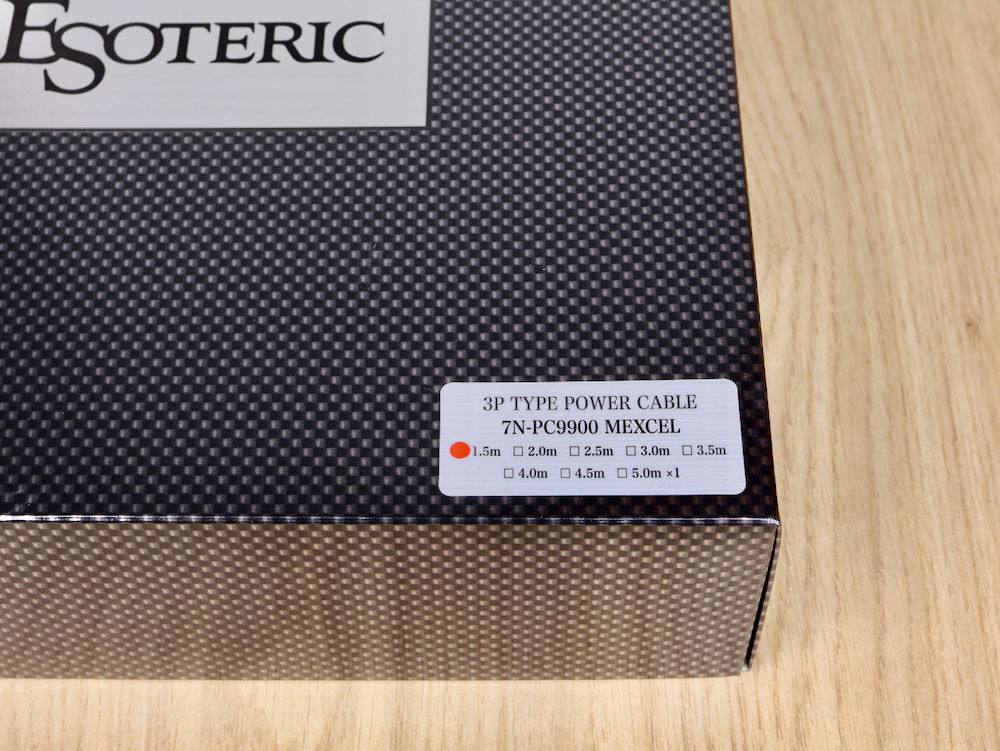 ESOTERIC
3P TYPE POWER CABLE
7N-PC9900 MEXCEL
1.5m □ 2.0m □ 2.5m □ 3.0m □ 3.5m
□ 4.0m □ 4.5m □ 5.0m ×1